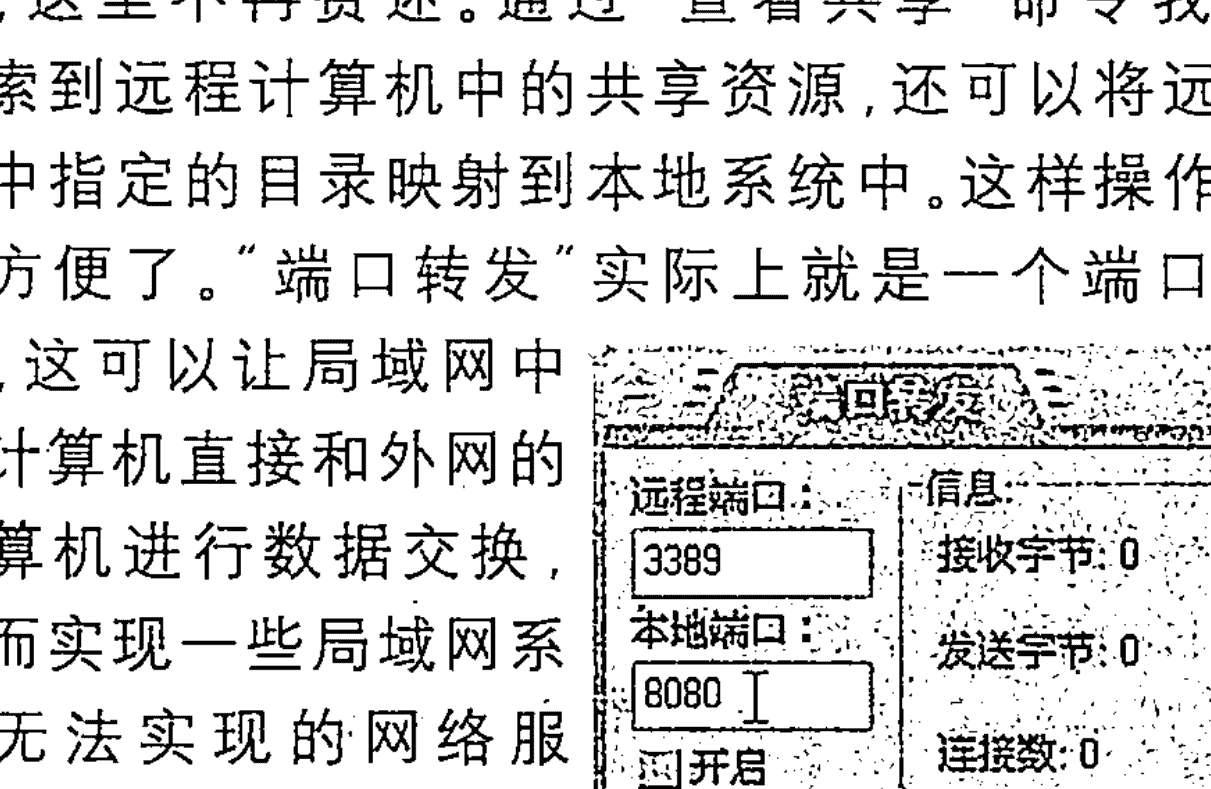 ,这里不再赘述。通过“查看共享”命令我
索到远程计算机中的共享资源,还可以将远
中指定的目录映射到本地系统中。这样操作
方便了。“端口转发”实际上就是一个端口
,这可以让局域网中
计算机直接和外网的
算机进行数据交换,
而实现一些局域网系
无法实现的网络服
端口转发
远程端口:
3389
本地端口:
8080
开启
信息:
接收字节: 0
发送字节: 0
连接数: 0